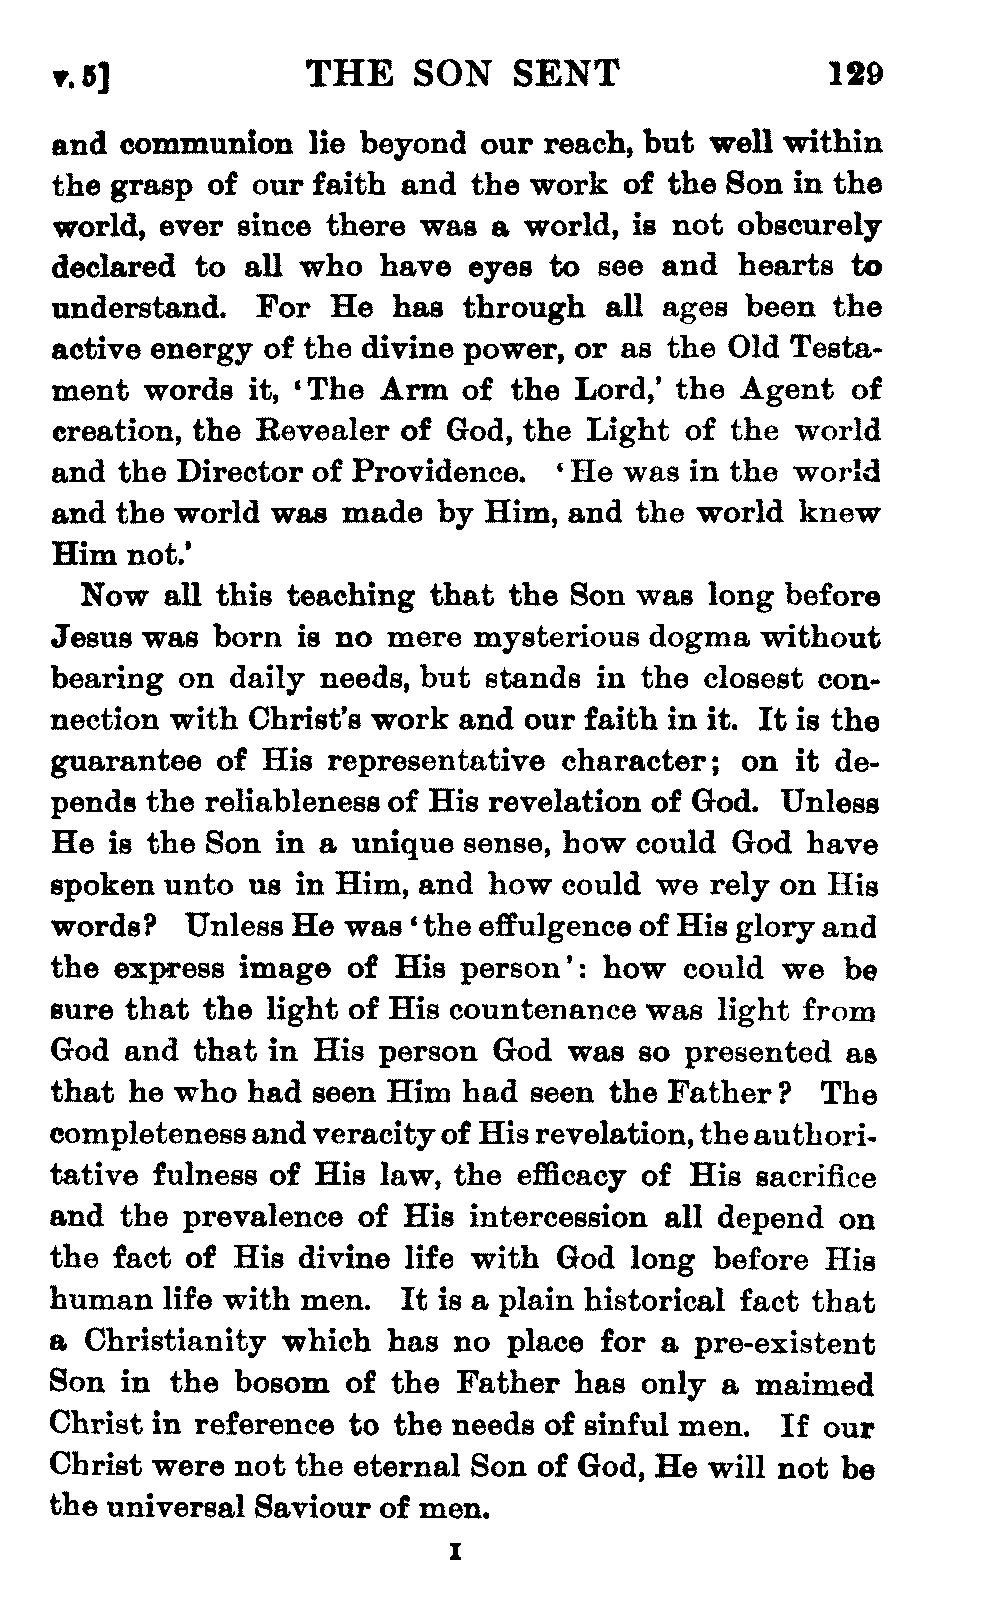 v. 5] THE SON SENT 129
and communion lie beyond our reach, but well within
the grasp of our faith and the work of the Son in the
world, ever since there was a world, is not obscurely
declared to all who have eyes to see and hearts to
understand. For He has through all ages been the
active energy of the divine power, or as the Old Testa-
ment words it, ‘The Arm of the Lord,’ the Agent of
creation, the Revealer of God, the Light of the world
and the Director of Providence. ‘He was in the world
and the world was made by Him, and the world knew
Him not.’
Now all this teaching that the Son was long before
Jesus was born is no mere mysterious dogma without
bearing on daily needs, but stands in the closest con-
nection with Christ’s work and our faith in it. It is the
guarantee of His representative character; on it de-
pends the reliableness of His revelation of God. Unless
He is the Son in a unique sense, how could God have
spoken unto us in Him, and how could we rely on His
words? Unless He was ‘the effulgence of His glory and
the express image of His person’: how could we be
sure that the light of His countenance was light from
God and that in His person God was so presented as
that he who had seen Him had seen the Father? The
completeness and veracity of His revelation, the authori-
tative fulness of His law, the efficacy of His sacrifice
and the prevalence of His intercession all depend on
the fact of His divine life with God long before His
human life with men. It is a plain historical fact that
a Christianity which has no place for a pre-existent
Son in the bosom of the Father has only a maimed
Christ in reference to the needs of sinful men. If our
Christ were not the eternal Son of God, He will not be
the universal Saviour of men.
I